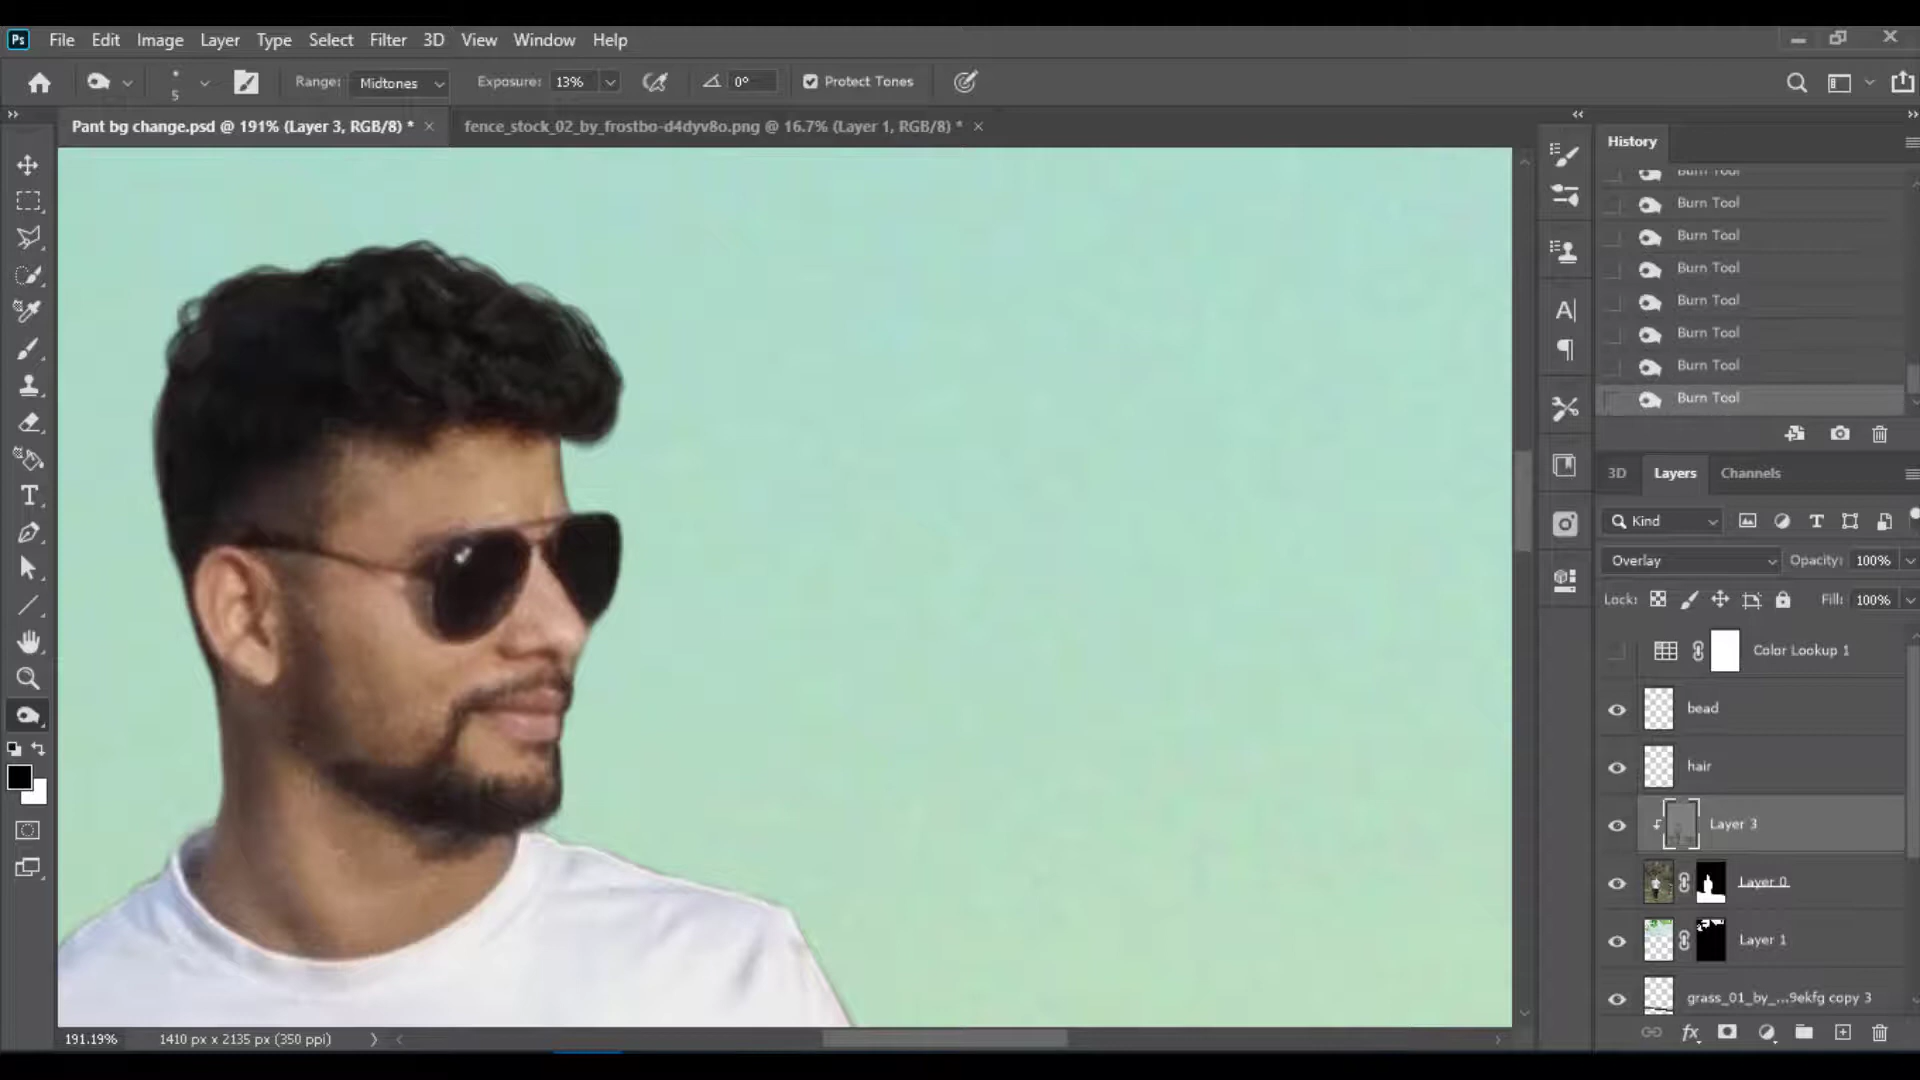 Ps File Edit Image Layer Type Select Filter 3D View Window Help
5 Range: Midtones Exposure: 13% 0° Protect Tones
Pant bg change.psd @ 191% (Layer 3, RGB/8) * fence_stock_02_by_frostbo-d4dyv8o.png @ 16.7% (Layer 1, RGB/8) *
History
Burn Tool
Burn Tool
Burn Tool
Burn Tool
Burn Tool
Burn Tool
Burn Tool
Burn Tool
3D Layers Channels
Kind
Overlay Opacity: 100%
Lock: Fill: 100%
Color Lookup 1
bead
hair
Layer 3
Layer 0
Layer 1
grass_01_by_...9ekfg copy 3
191.19% 1410 px x 2135 px (350 ppi)